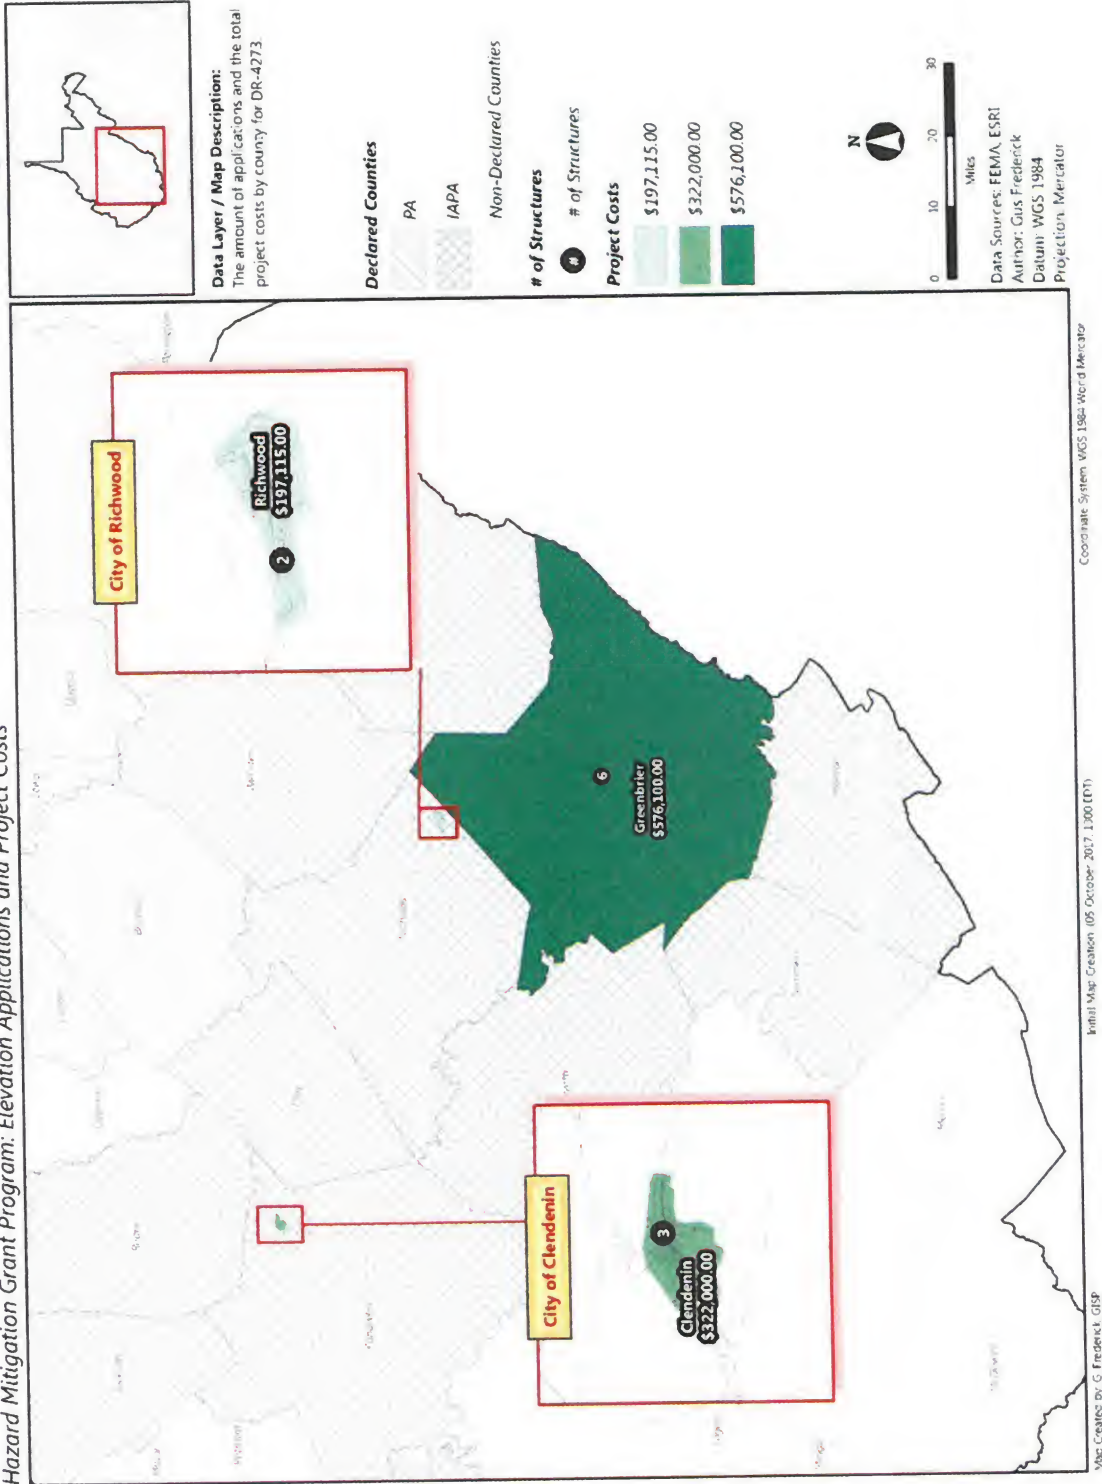 Hazard Mitigation Grant Program: Elevation Applications and Project Costs
City of Richwood
Richwood
$197,115.00
2
Greenbrier
$576,100.00
6
City of Clendenin
Clendenin
$322,000.00
3
Data Layer / Map Description:
The amount of applications and the total
project costs by county for DR-4273.
Declared Counties
PA
IAPA
Non-Declared Counties
# of Structures
# # of Structures
Project Costs
$197,115.00
$322,000.00
$576,100.00
N
0 10 20 30
Miles
Data Sources: FEMA, ESRI
Author: Gus Frederick
Datum: WGS 1984
Projection: Mercator
Map Created by G. Frederick, GISP
Initial Map Creation (05 October 2017, 1300 EDT)
Coordinate System: WGS 1984 World Mercator